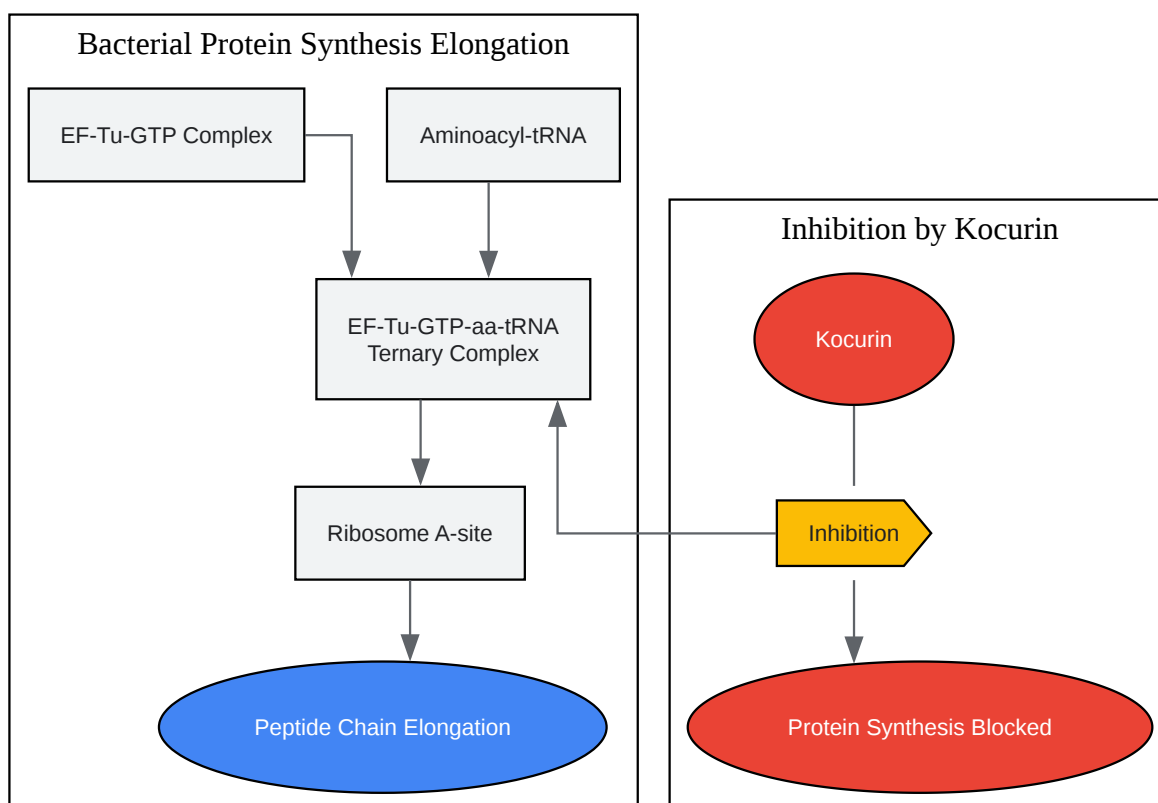 Bacterial Protein Synthesis Elongation
EF-Tu-GTP Complex
Aminoacyl-tRNA
EF-Tu-GTP-aa-tRNA
Ternary Complex
Ribosome A-site
Peptide Chain Elongation
Inhibition by Kocurin
Kocurin
Inhibition
Protein Synthesis Blocked